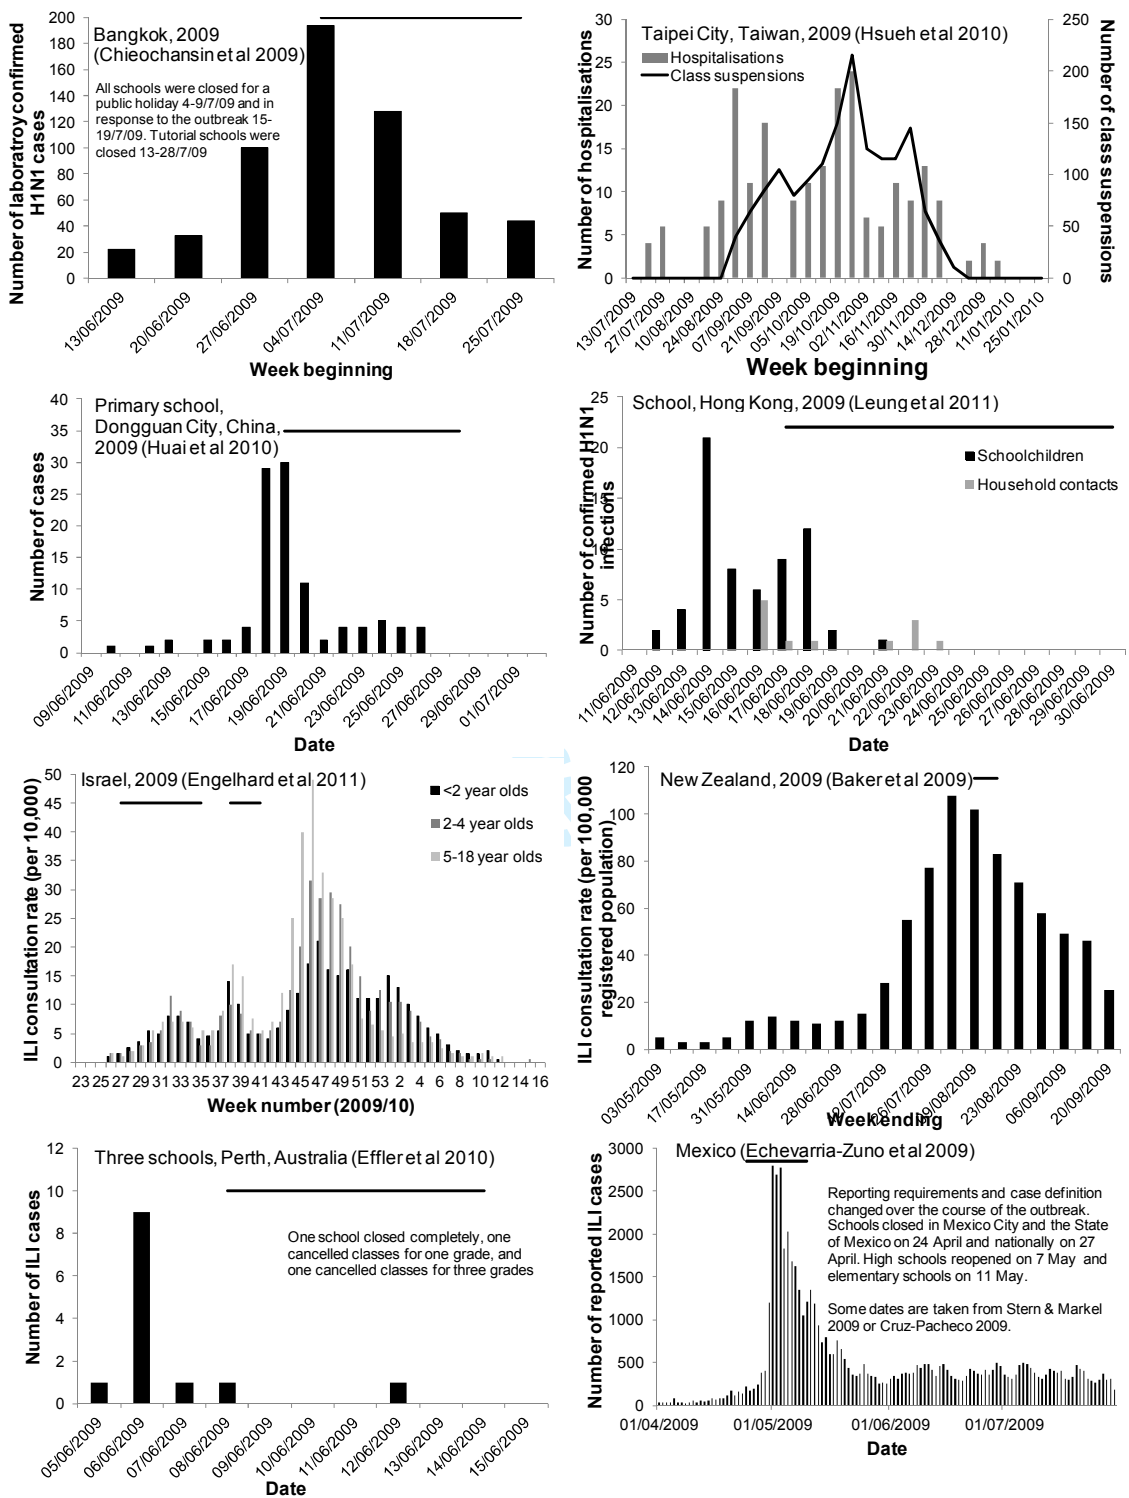 Bangkok, 2009
(Chieochansin et al 2009)
All schools were closed for a
public holiday 4-9/7/09 and in
response to the outbreak 15-
19/7/09. Tutorial schools were
closed 13-28/7/09
Number of laboratroy confirmed
H1N1 cases
200
180
160
140
120
100
80
60
40
20
0
13/06/2009
20/06/2009
27/06/2009
04/07/2009
11/07/2009
18/07/2009
25/07/2009
Week beginning
Taipei City, Taiwan, 2009 (Hsueh et al 2010)
Hospitalisations
Class suspensions
Number of hospitalisations
30
25
20
15
10
5
0
Number of class suspensions
250
200
150
100
50
0
13/07/2009
27/07/2009
10/08/2009
24/08/2009
07/09/2009
21/09/2009
05/10/2009
19/10/2009
02/11/2009
16/11/2009
30/11/2009
14/12/2009
28/12/2009
11/01/2010
25/01/2010
Week beginning
Primary school,
Dongguan City, China,
2009 (Huai et al 2010)
Number of cases
40
35
30
25
20
15
10
5
0
09/06/2009
11/06/2009
13/06/2009
15/06/2009
17/06/2009
19/06/2009
21/06/2009
23/06/2009
25/06/2009
27/06/2009
29/06/2009
01/07/2009
Date
School, Hong Kong, 2009 (Leung et al 2011)
Schoolchildren
Household contacts
Number of confirmed H1N1
infections
25
20
15
10
5
0
11/06/2009
12/06/2009
13/06/2009
14/06/2009
15/06/2009
16/06/2009
17/06/2009
18/06/2009
19/06/2009
20/06/2009
21/06/2009
22/06/2009
23/06/2009
24/06/2009
25/06/2009
26/06/2009
27/06/2009
28/06/2009
29/06/2009
30/06/2009
Date
Israel, 2009 (Engelhard et al 2011)
<2 year olds
2-4 year olds
5-18 year olds
ILI consultation rate (per 10,000)
50
45
40
35
30
25
20
15
10
5
0
23 25 27 29 31 33 35 37 39 41 43 45 47 49 51 53 2 4 6 8 10 12 14 16
Week number (2009/10)
New Zealand, 2009 (Baker et al 2009)
ILI consultation rate (per 100,000
registered population)
120
100
80
60
40
20
0
03/05/2009
17/05/2009
31/05/2009
14/06/2009
28/06/2009
12/07/2009
26/07/2009
09/08/2009
23/08/2009
06/09/2009
20/09/2009
Week ending
Three schools, Perth, Australia (Effler et al 2010)
One school closed completely, one
cancelled classes for one grade, and
one cancelled classes for three grades
Number of ILI cases
12
10
8
6
4
2
0
05/06/2009
06/06/2009
07/06/2009
08/06/2009
09/06/2009
10/06/2009
11/06/2009
12/06/2009
13/06/2009
14/06/2009
15/06/2009
Date
Mexico (Echevarria-Zuno et al 2009)
Reporting requirements and case definition
changed over the course of the outbreak.
Schools closed in Mexico City and the State
of Mexico on 24 April and nationally on 27
April. High schools reopened on 7 May and
elementary schools on 11 May.
Some dates are taken from Stern & Markel
2009 or Cruz-Pacheco 2009.
Number of reported ILI cases
3000
2500
2000
1500
1000
500
0
01/04/2009
01/05/2009
01/06/2009
01/07/2009
Date